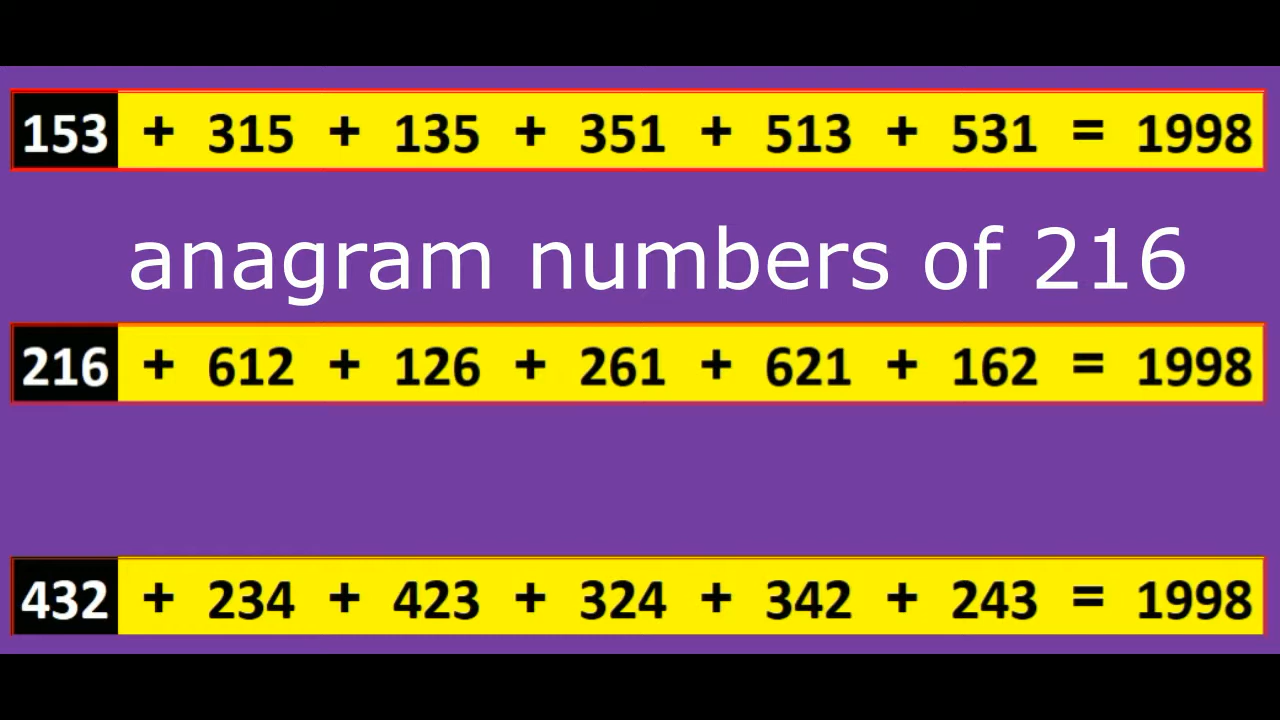 153 + 315 + 135 + 351 + 513 + 531 = 1998
anagram numbers of 216
216 + 612 + 126 + 261 + 621 + 162 = 1998
432 + 234 + 423 + 324 + 342 + 243 = 1998